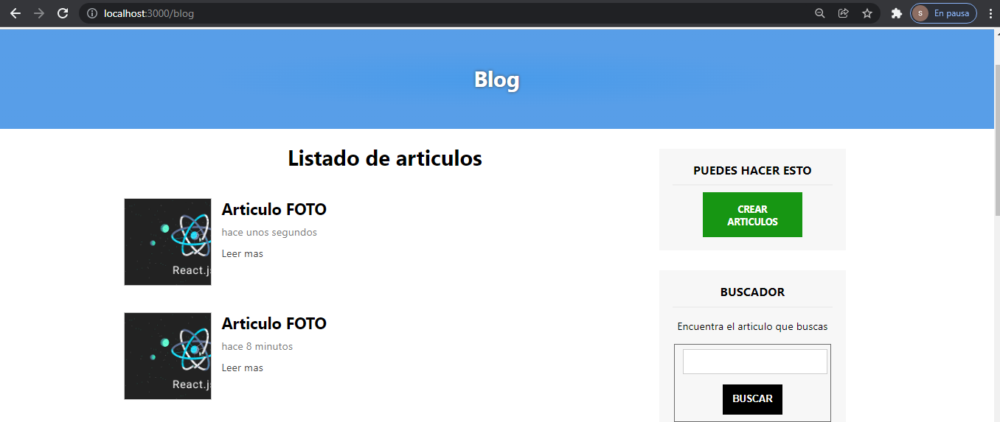 localhost:3000/blog
S
En pausa
Blog
Listado de articulos
React.js
Articulo FOTO
hace unos segundos
Leer mas
React.js
Articulo FOTO
hace 8 minutos
Leer mas
PUEDES HACER ESTO
CREAR
ARTICULOS
BUSCADOR
Encuentra el articulo que buscas
BUSCAR